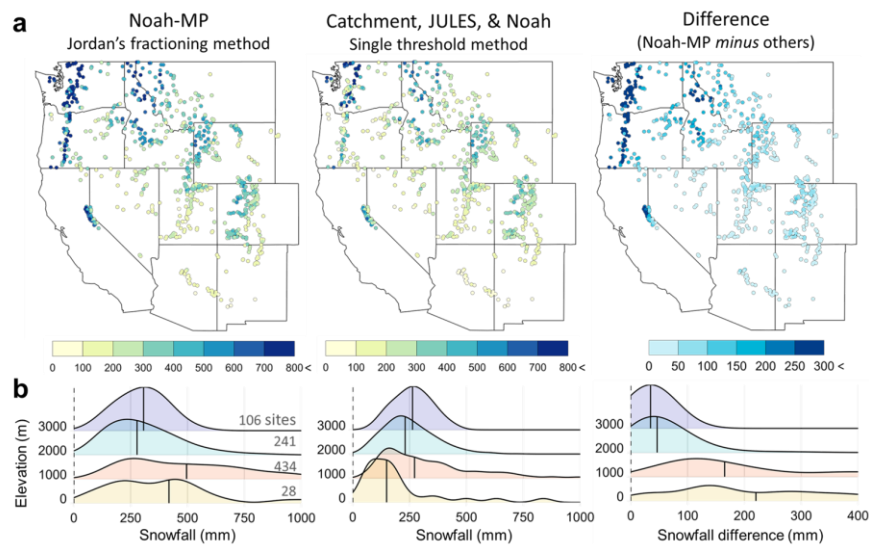 a
Noah-MP
Jordan's fractioning method
Catchment, JULES, & Noah
Single threshold method
Difference
(Noah-MP minus others)
0 100 200 300 400 500 600 700 800 <
0 100 200 300 400 500 600 700 800 <
0 50 100 150 200 250 300 <
b
Elevation (m)
3000
2000
1000
0
106 sites
241
434
28
0 250 500 750 1000
Snowfall (mm)
3000
2000
1000
0
0 250 500 750 1000
Snowfall (mm)
3000
2000
1000
0
0 100 200 300 400
Snowfall difference (mm)